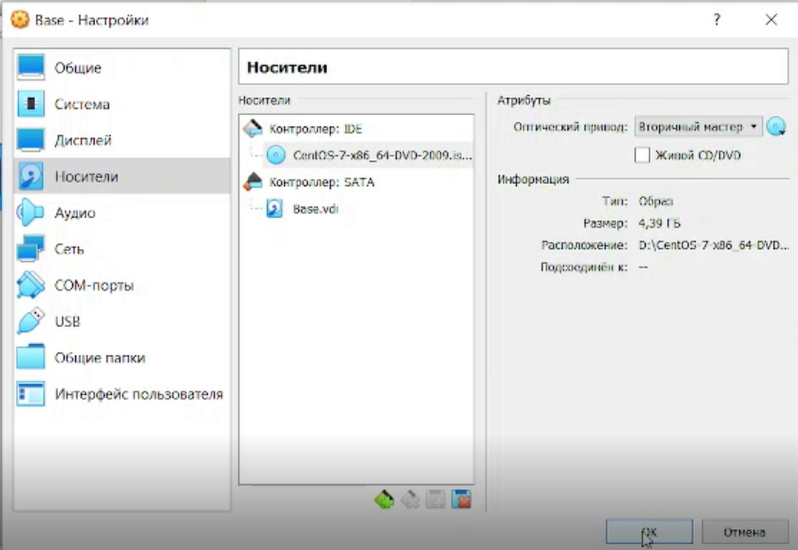 Base - Настройки
?
Общие
Система
Дисплей
Носители
Аудио
Сеть
COM-порты
USB
Общие папки
Интерфейс пользователя
Носители
Носители
Контроллер: IDE
CentOS-7-x86_64-DVD-2009.is...
Контроллер: SATA
Base.vdi
Атрибуты
Оптический привод: Вторичный мастер
Живой CD/DVD
Информация
Тип: Образ
Размер: 4,39 ГБ
Расположение: D:\CentOS-7-x86_64-DVD...
Подсоединён к: --
OK
Отмена